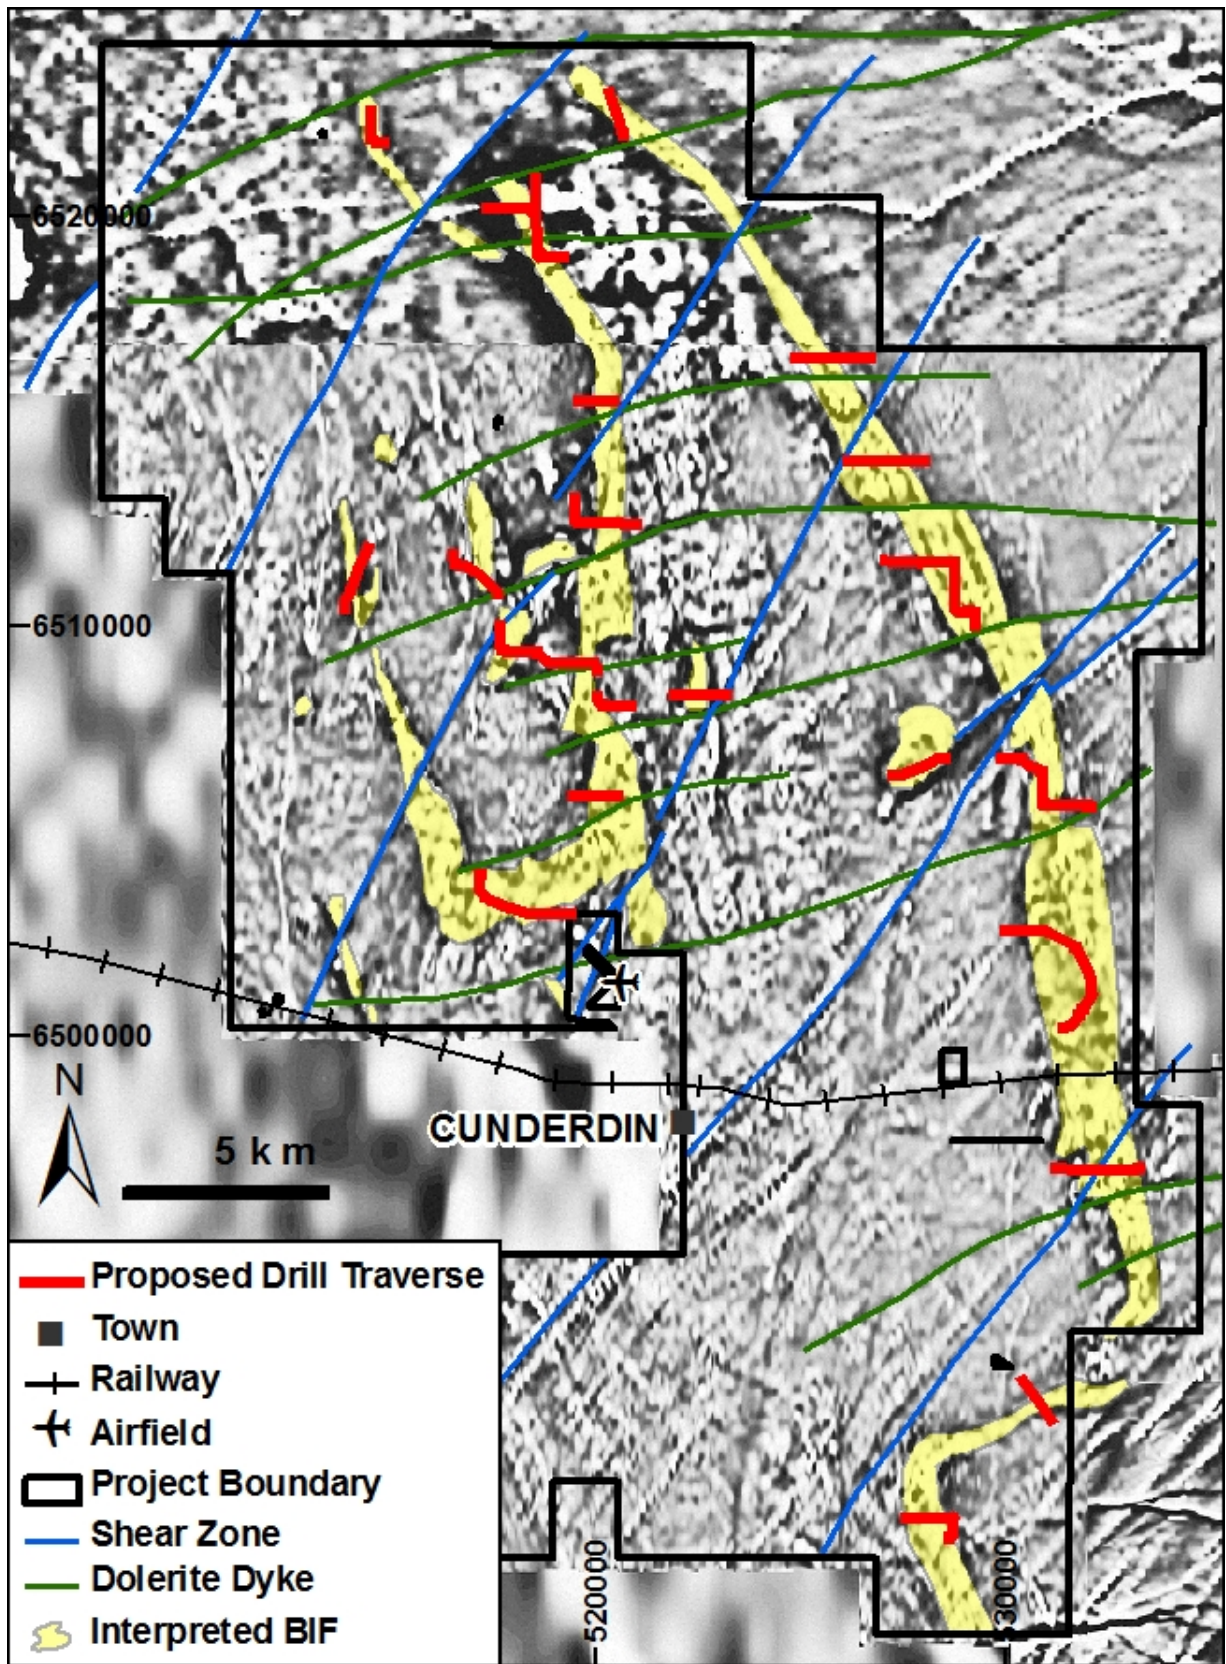 6520000
6510000
6500000
N
CUNDERDIN
5 km
Proposed Drill Traverse
Town
Railway
Airfield
Project Boundary
Shear Zone
Dolerite Dyke
Interpreted BIF
520000
530000